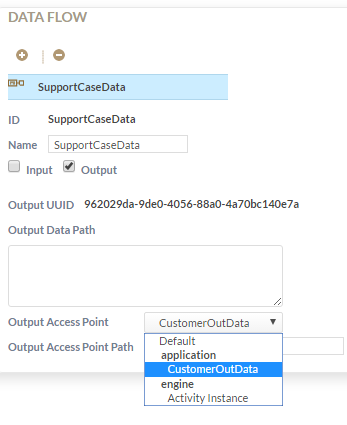 DATA FLOW
SupportCaseData
ID SupportCaseData
Name SupportCaseData
Input Output
Output UUID 962029da-9de0-4056-88a0-4a70bc140e7a
Output Data Path
Output Access Point CustomerOutData
Output Access Point Path
Default
application
CustomerOutData
engine
Activity Instance